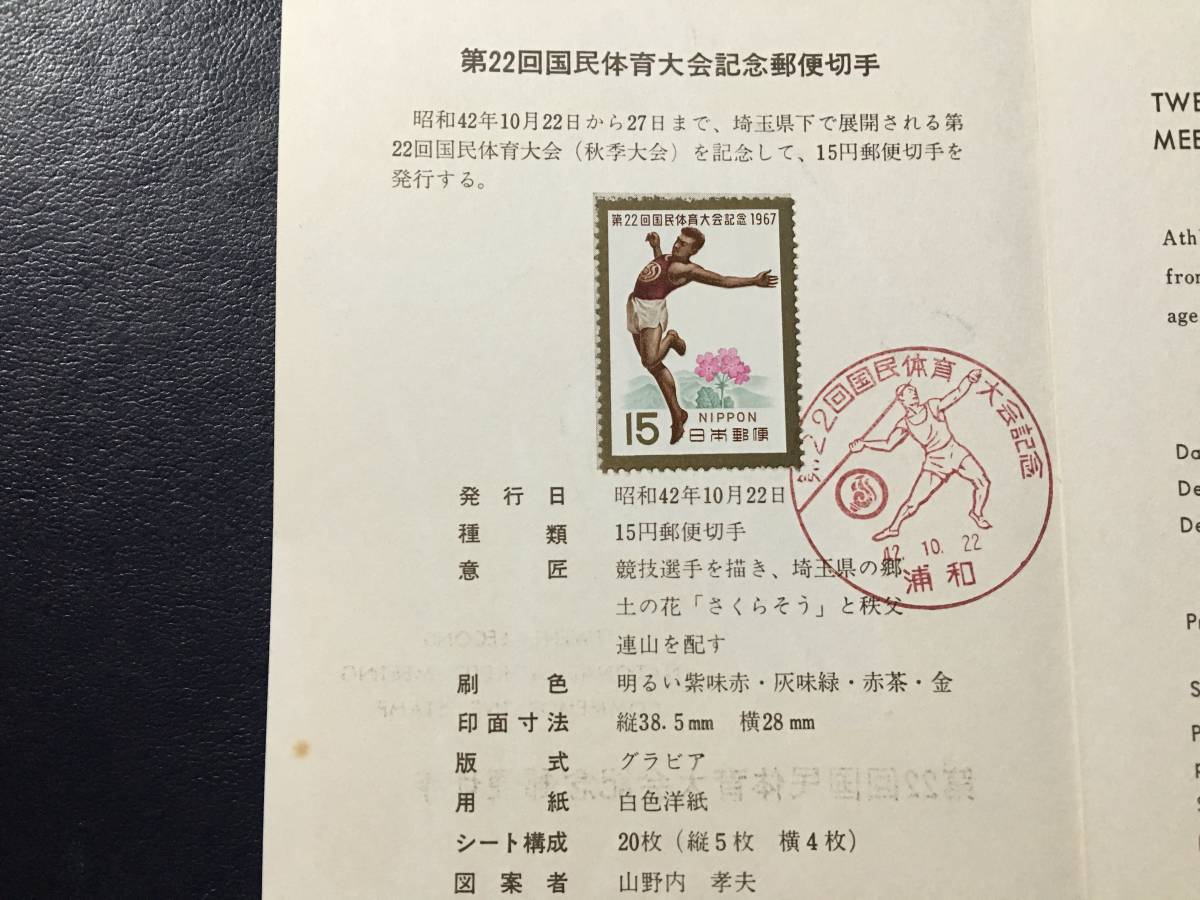 第22回国民体育大会記念郵便切手
昭和42年10月22日から27日まで、埼玉県下で展開される第
22回国民体育大会（秋季大会）を記念して、15円郵便切手を
発行する。
第22回国民体育大会記念 1967
15
NIPPON
日本郵便
第22回国民体育大会記念
42. 10. 22
浦和
発行日 昭和42年10月22日
種類 15円郵便切手
意匠 競技選手を描き、埼玉県の郷
土の花「さくらそう」と秩父
連山を配す
刷色 明るい紫味赤・灰味緑・赤茶・金
印面寸法 縦38.5mm 横28mm
版式 グラビア
用紙 白色洋紙
シート構成 20枚（縦5枚 横4枚）
図案者 山野内 孝夫
TWE
MEE
Ath
fron
age
Da
De
De
Pr
S
P